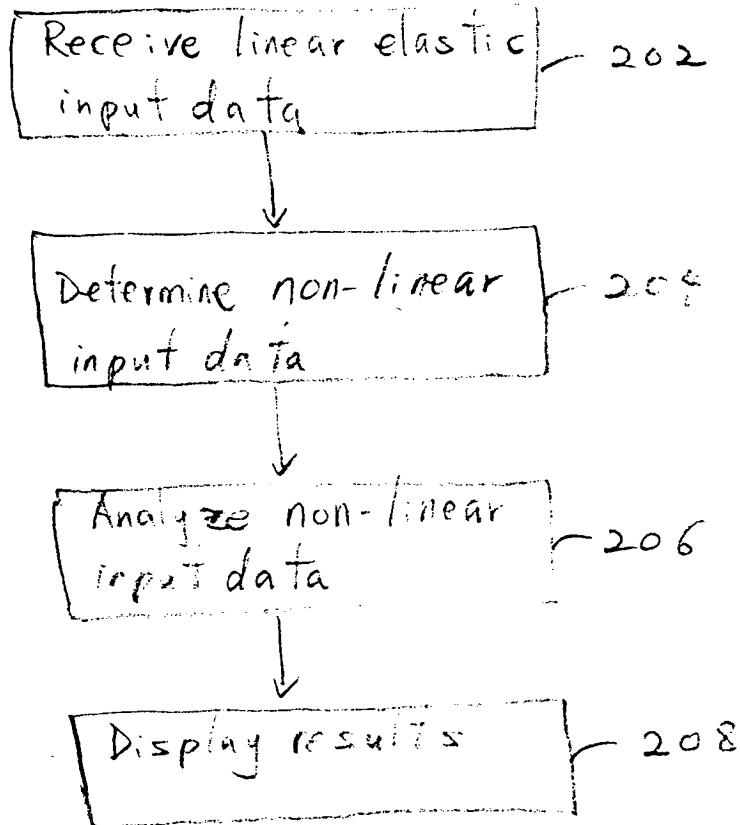 Receive linear elastic
input data
202
Determine non-linear
input data
204
Analyze non-linear
input data
206
Display results
208